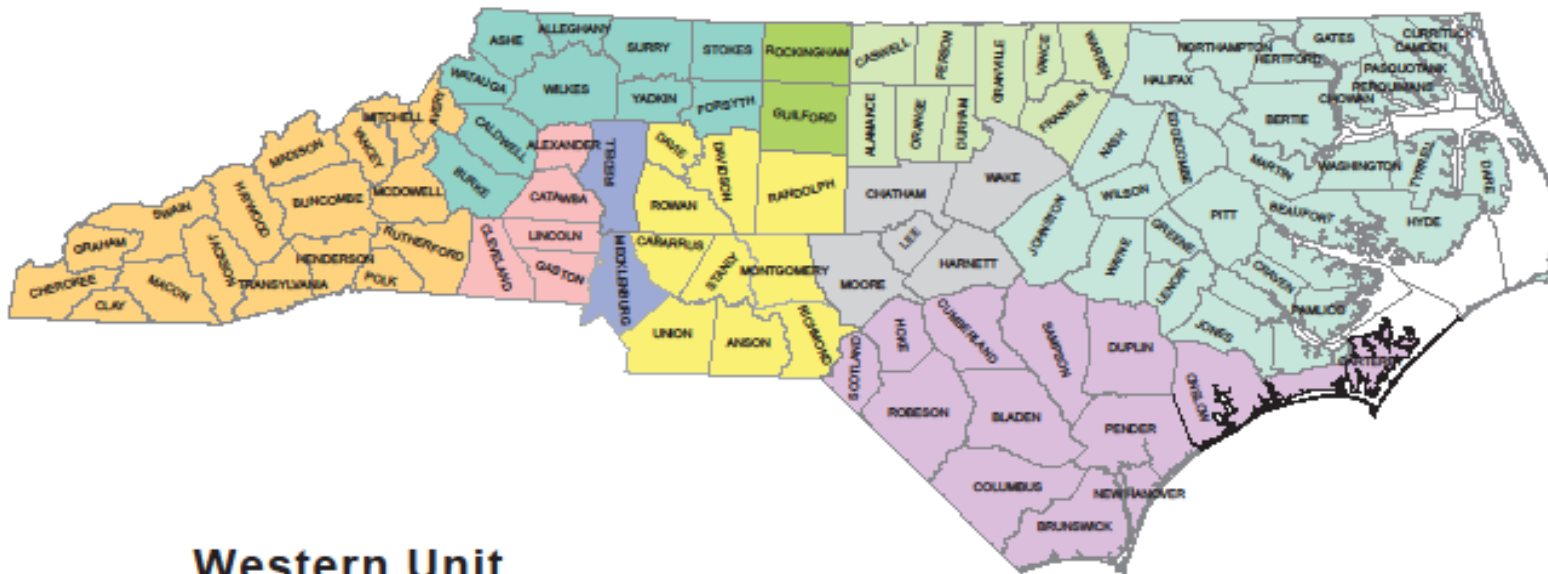 ASHE
ALLEGHANY
SURRY
STOKES
ROCKINGHAM
CASWELL
PERSON
GRANVILLE
VANCE
WARREN
NORTHAMPTON
GATES
CURRITUCK
CAMDEN
HERTFORD
PASQUOTANK
PERQUIMANS
CHOWAN
HALIFAX
BERTIE
WATAUGA
WILKES
YADKIN
FORSYTH
GUILFORD
ALAMANCE
ORANGE
DURHAM
FRANKLIN
NASH
EDGECOMBE
MARTIN
WASHINGTON
TYRRELL
DARE
AVERY
MITCHELL
YANCEY
MADISON
CALDWELL
BURKE
ALEXANDER
IREDELL
DAVIE
DAVIDSON
RANDOLPH
CHATHAM
WAKE
WILSON
PITT
BEAUFORT
HYDE
SWAIN
HAYWOOD
BUNCOMBE
MCDOWELL
CATAWBA
ROWAN
JOHNSTON
GREENE
GRAHAM
JACKSON
HENDERSON
RUTHERFORD
CLEVELAND
LINCOLN
GASTON
MECKLENBURG
CABARRUS
STANLY
MONTGOMERY
MOORE
LEE
HARNETT
WAYNE
LENOIR
CRAVEN
PAMLICO
CHEROKEE
CLAY
MACON
TRANSYLVANIA
POLK
UNION
ANSON
RICHMOND
SCOTLAND
HOKE
CUMBERLAND
SAMPSON
DUPLIN
JONES
ONSLOW
ROBESON
BLADEN
PENDER
COLUMBUS
NEW HANOVER
BRUNSWICK
Western Unit